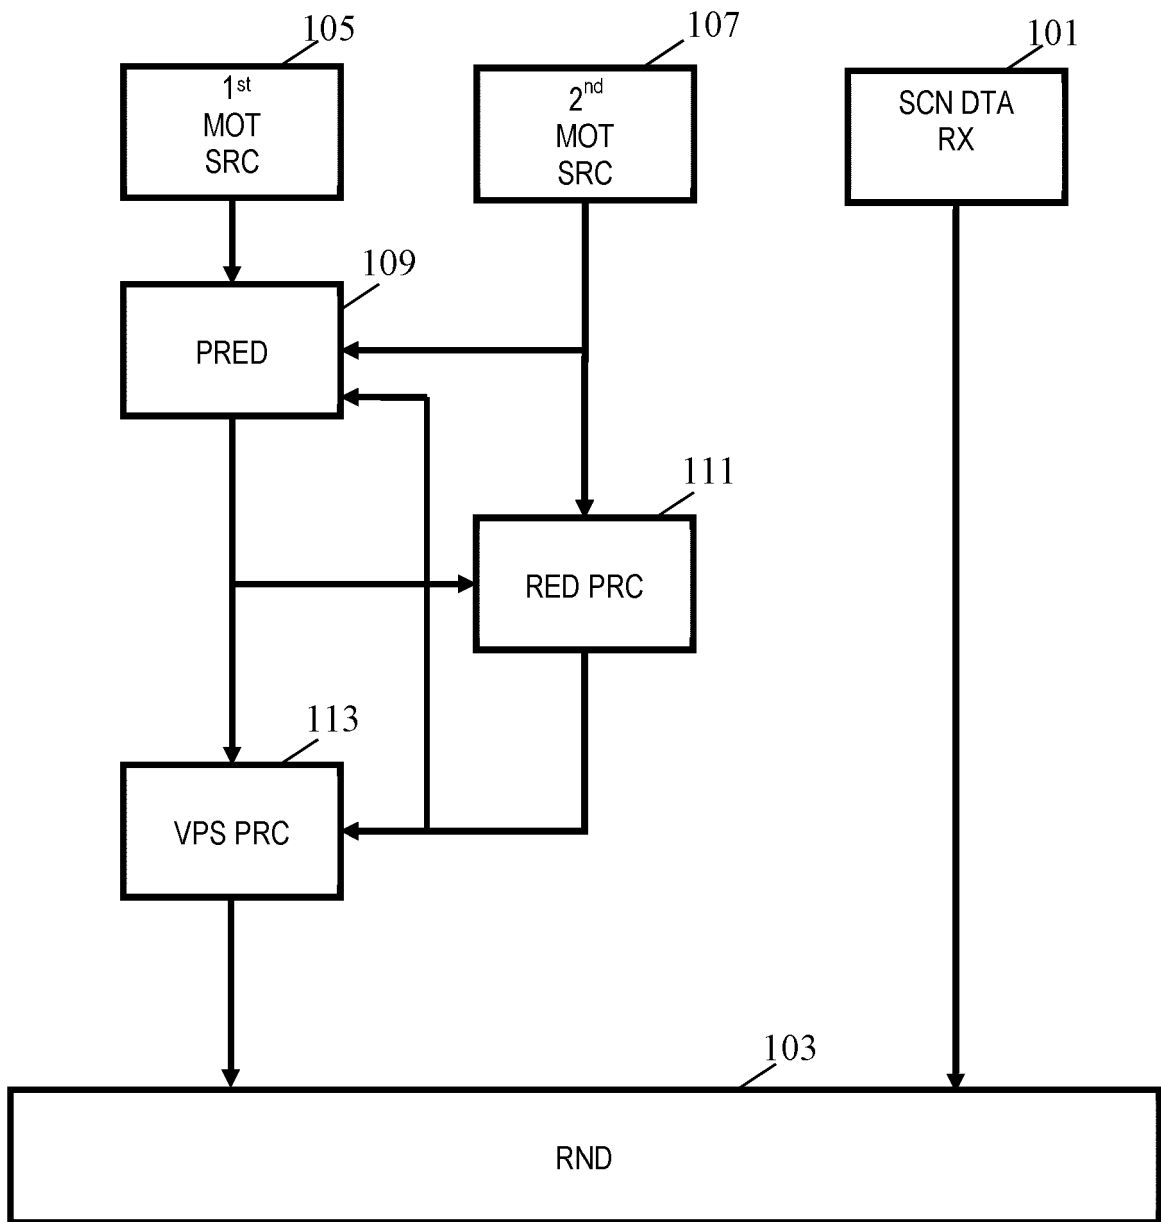 105
107
101
1st
MOT
SRC
2nd
MOT
SRC
SCN DTA
RX
109
PRED
111
RED PRC
113
VPS PRC
103
RND